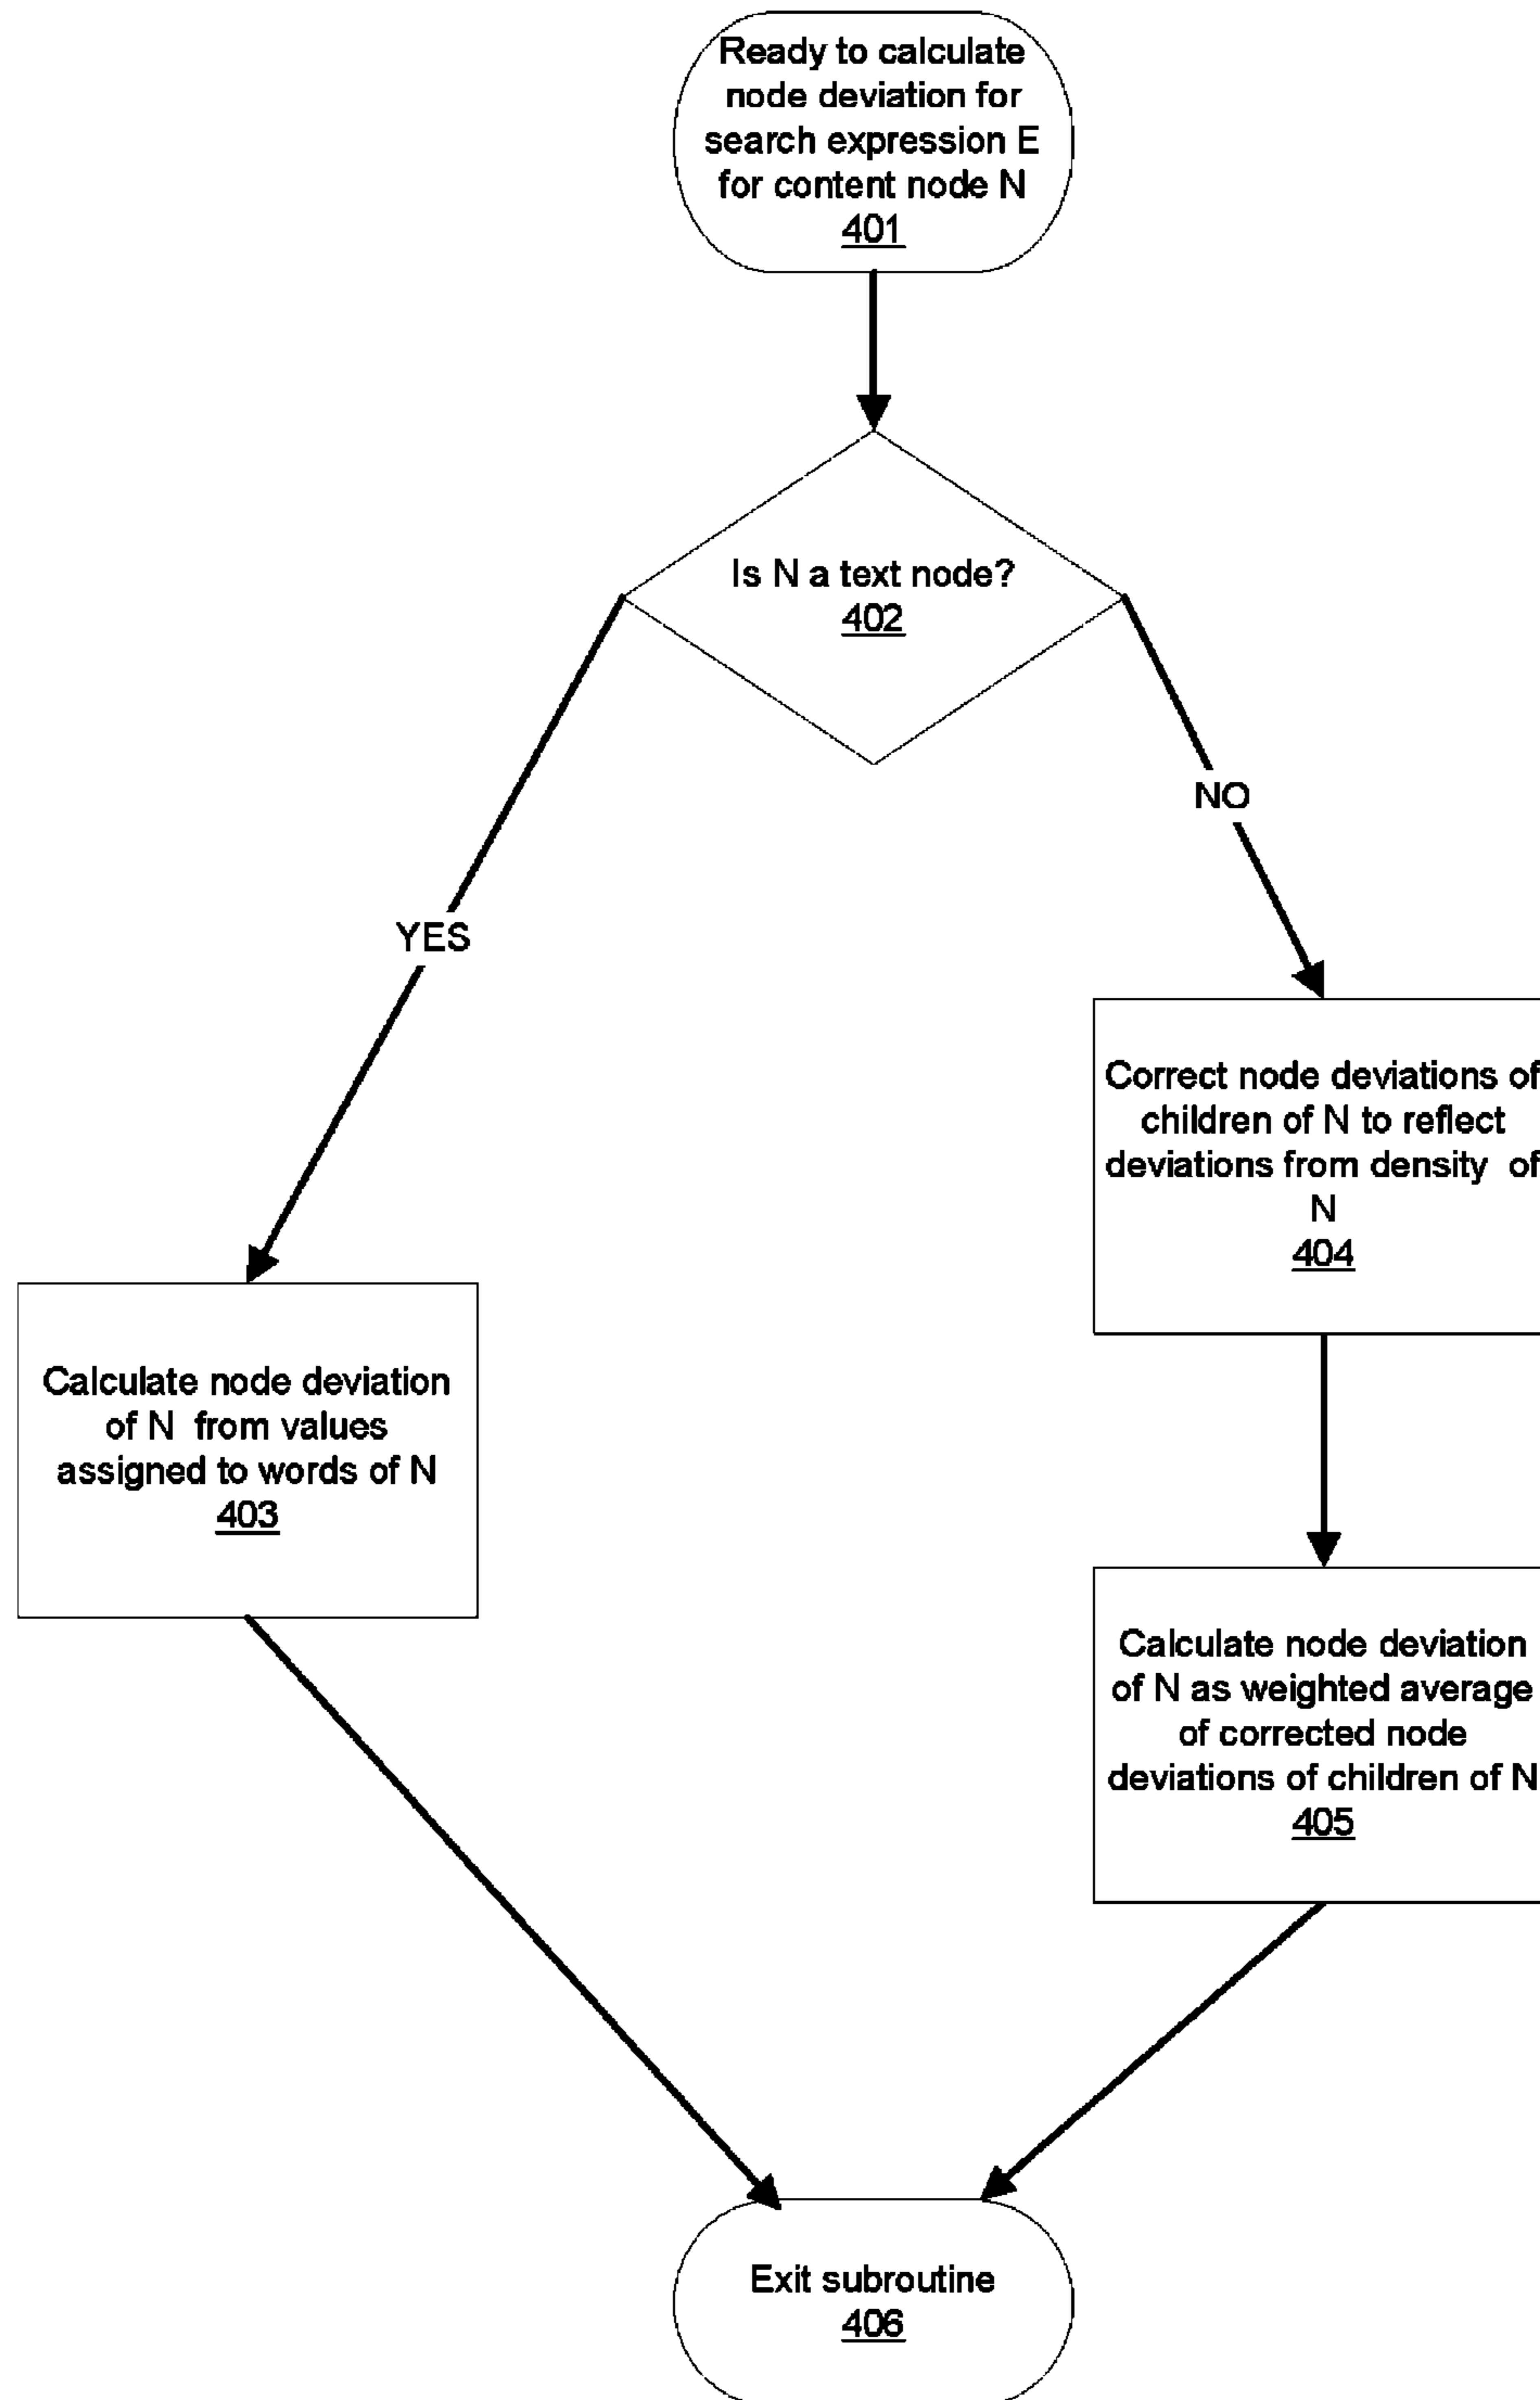 Ready to calculate
node deviation for
search expression E
for content node N
401
Is N a text node?
402
NO
YES
Correct node deviations of
children of N to reflect
deviations from density of
N
404
Calculate node deviation
of N from values
assigned to words of N
403
Calculate node deviation
of N as weighted average
of corrected node
deviations of children of N
405
Exit subroutine
406